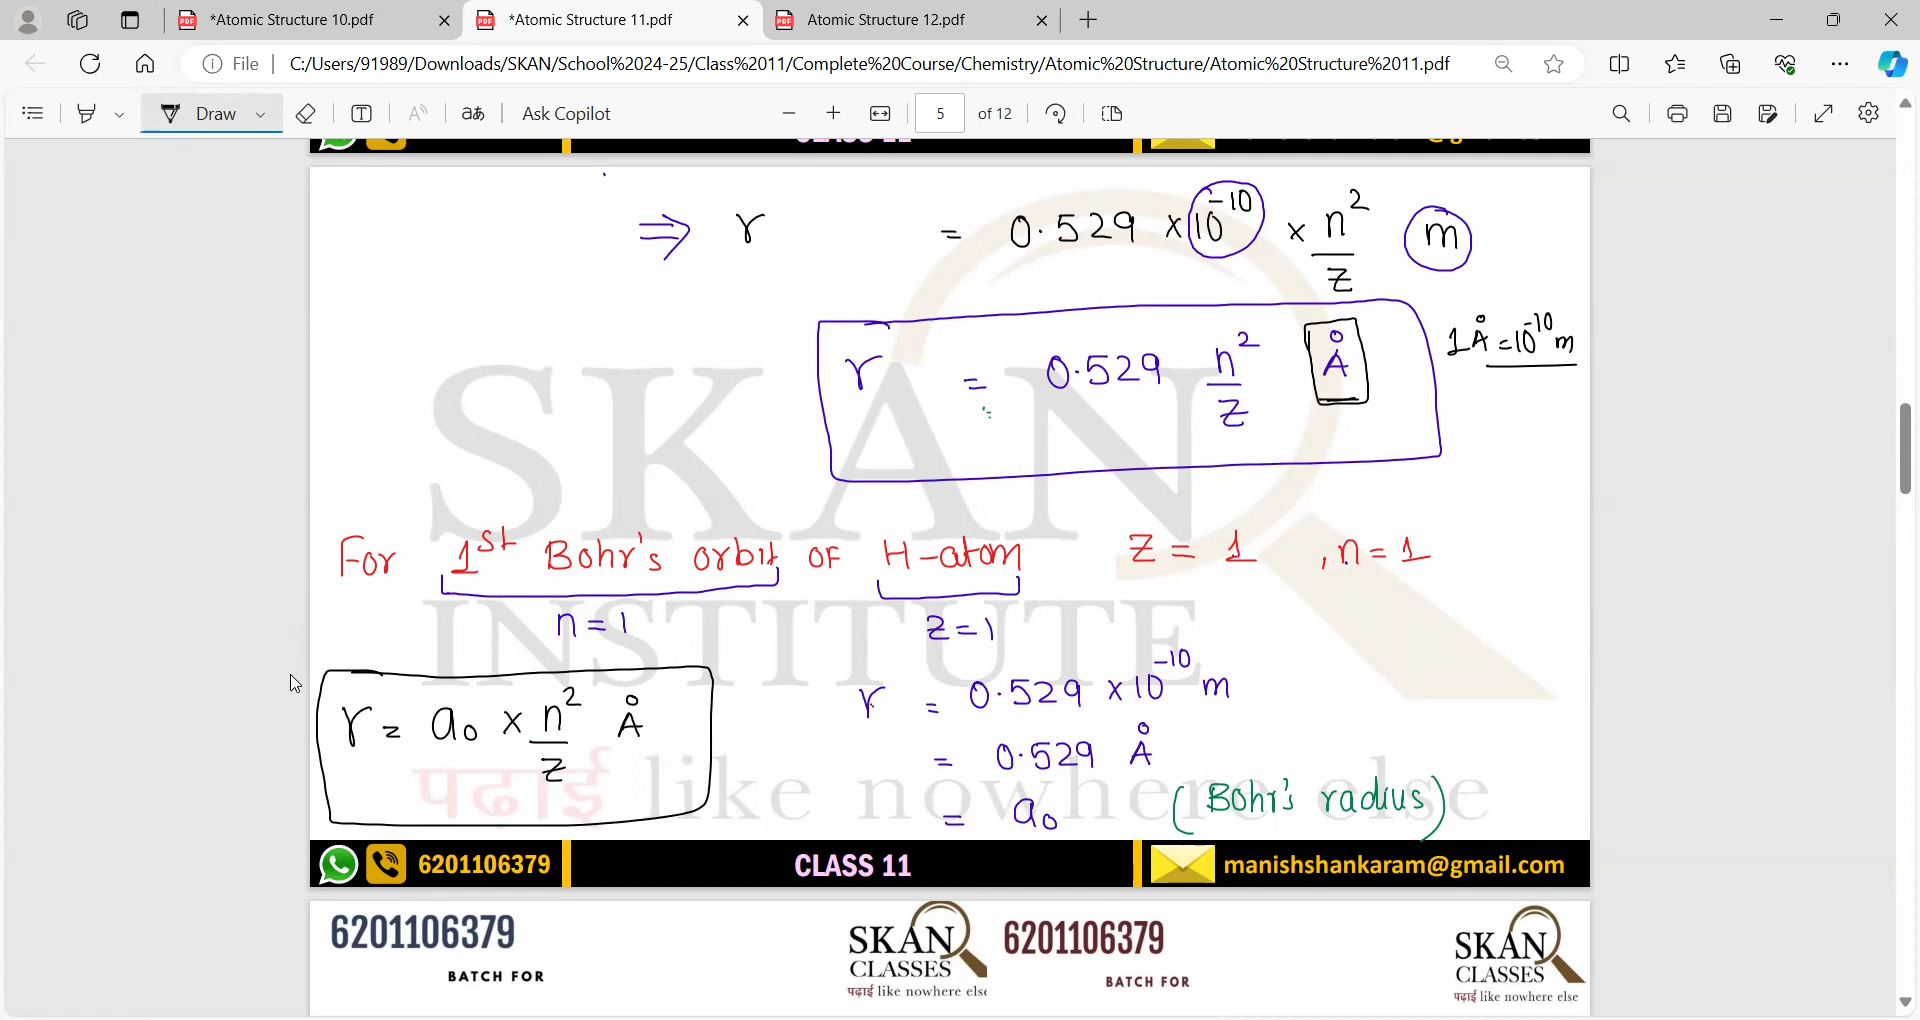 *Atomic Structure 10.pdf
*Atomic Structure 11.pdf
Atomic Structure 12.pdf
File
C:/Users/91989/Downloads/SKAN/School%2024-25/Class%2011/Complete%20Course/Chemistry/Atomic%20Structure/Atomic%20Structure%2011.pdf
Draw
Ask Copilot
5 of 12
⇒ r = 0.529 × 10⁻¹⁰ × n²/z m
r = 0.529 n²/z Å
1Å = 10⁻¹⁰ m
For 1st Bohr's orbit of H-atom z = 1 , n = 1
n = 1
z = 1
r = a₀ × n²/z Å
r = 0.529 × 10⁻¹⁰ m
= 0.529 Å
= a₀ (Bohr's radius)
SKAN
INSTITUTE
पढ़ाई like nowhere else
6201106379
CLASS 11
manishshankaram@gmail.com
6201106379
BATCH FOR
SKAN
CLASSES
पढ़ाई like nowhere else
6201106379
BATCH FOR
SKAN
CLASSES
पढ़ाई like nowhere else